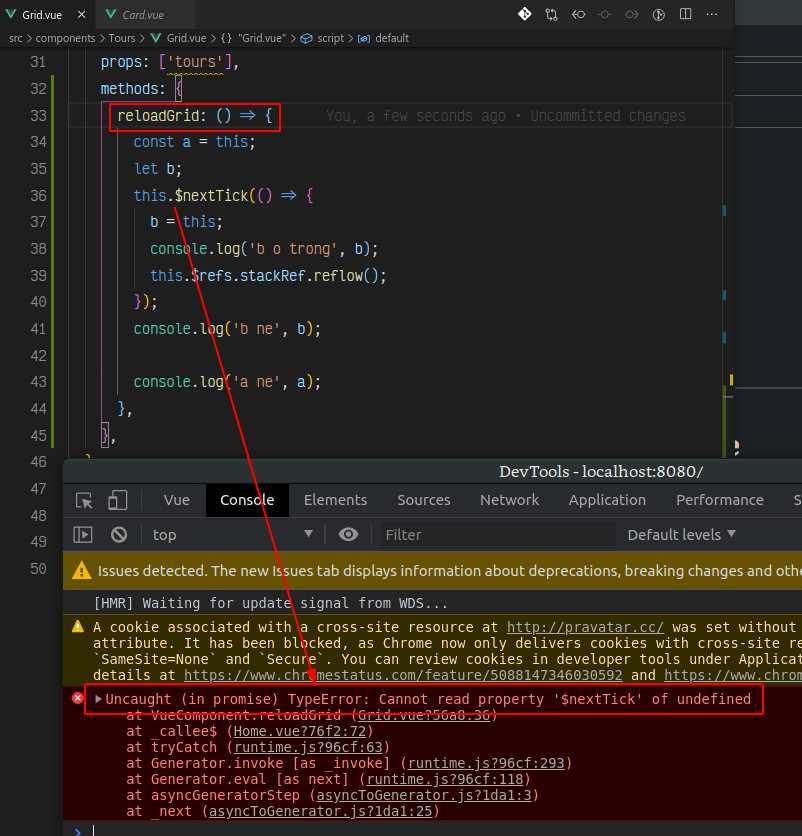 Grid.vue × Card.vue
src > components > Tours > Grid.vue > {} "Grid.vue" > script > default
31 props: ['tours'],
32 methods: {
33 reloadGrid: () => { You, a few seconds ago • Uncommitted changes
34 const a = this;
35 let b;
36 this.$nextTick(() => {
37 b = this;
38 console.log('b o trong', b);
39 this.$refs.stackRef.reflow();
40 });
41 console.log('b ne', b);
42
43 console.log('a ne', a);
44 },
45 },
46
47
48
49
50
DevTools - localhost:8080/
Vue Console Elements Sources Network Application Performance S
top Filter Default levels
Issues detected. The new Issues tab displays information about deprecations, breaking changes and othe
[HMR] Waiting for update signal from WDS...
A cookie associated with a cross-site resource at http://pravatar.cc/ was set without
attribute. It has been blocked, as Chrome now only delivers cookies with cross-site re
`SameSite=None` and `Secure`. You can review cookies in developer tools under Applicat
details at https://www.chromestatus.com/feature/5088147346030592 and https://www.chrom
Uncaught (in promise) TypeError: Cannot read property '$nextTick' of undefined
at VueComponent.reloadGrid (Grid.vue?56a8:36)
at _callee$ (Home.vue?76f2:72)
at tryCatch (runtime.js?96cf:63)
at Generator.invoke [as _invoke] (runtime.js?96cf:293)
at Generator.eval [as next] (runtime.js?96cf:118)
at asyncGeneratorStep (asyncToGenerator.js?1da1:3)
at _next (asyncToGenerator.js?1da1:25)